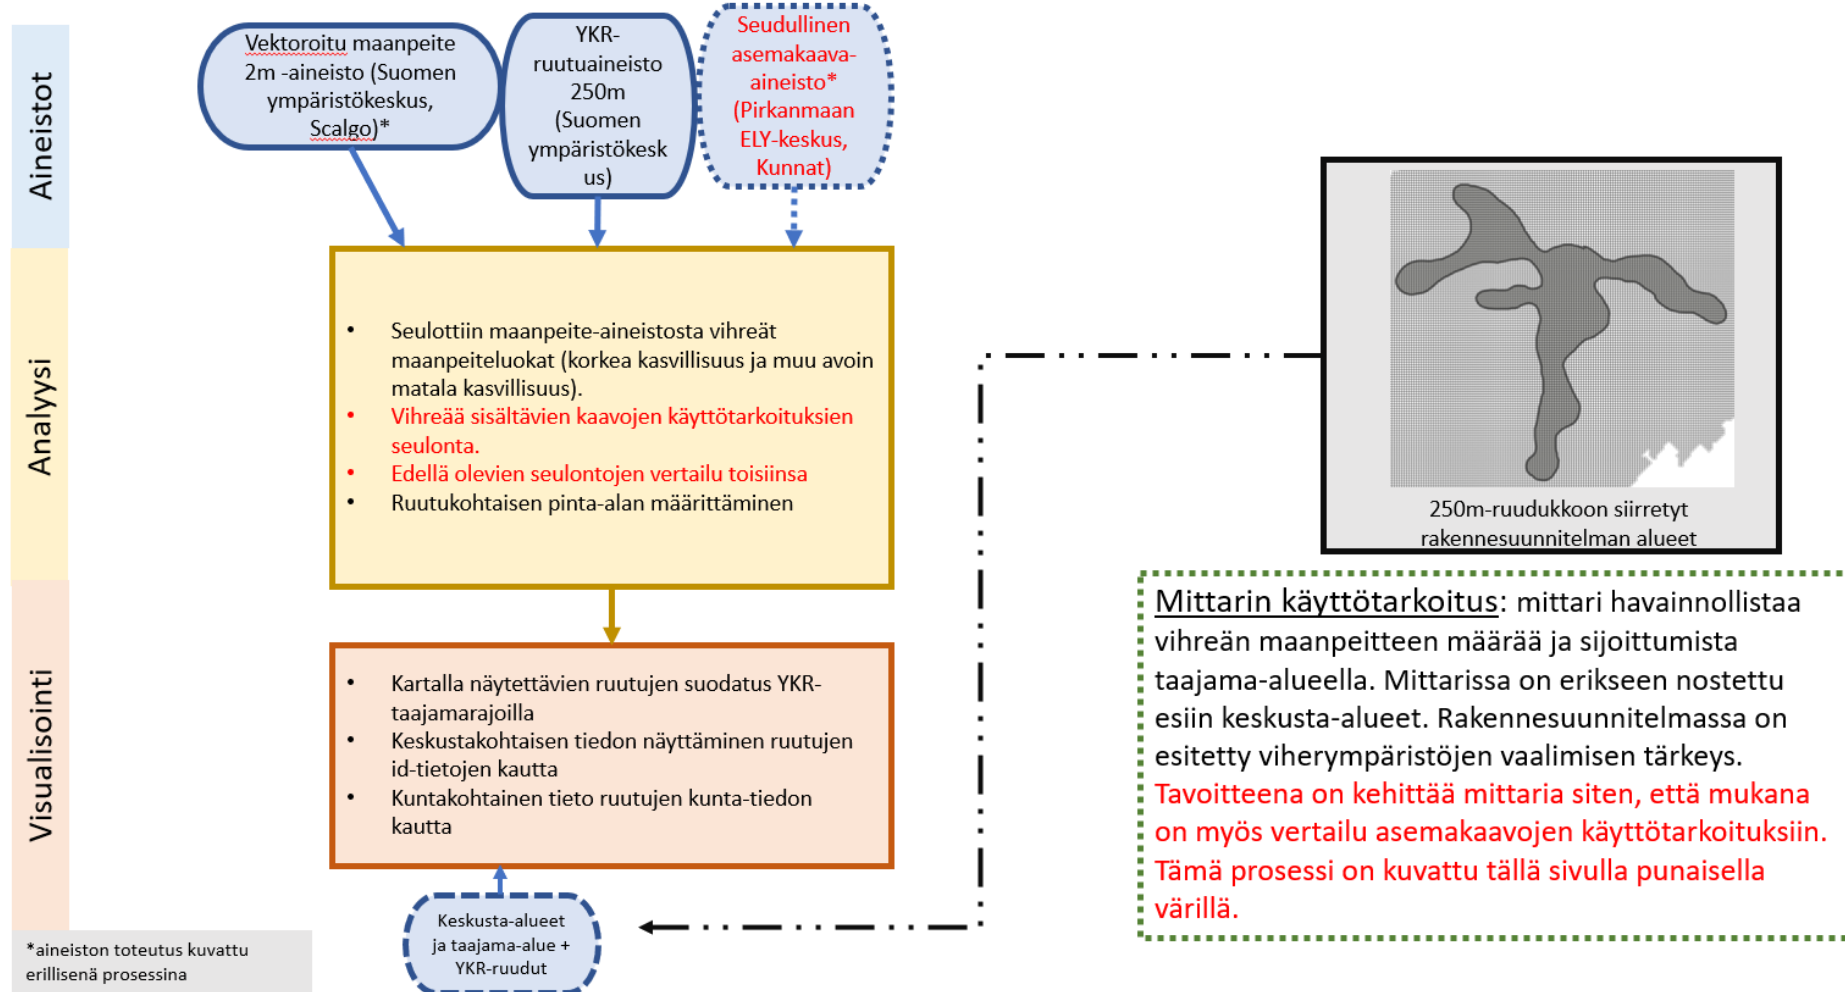 Aineistot
Vektoroitu maanpeite
2m -aineisto (Suomen
ympäristökeskus,
Scalgo)*
YKR-
ruutuaineisto
250m
(Suomen
ympäristökesk
us)
Seudullinen
asemakaava-
aineisto*
(Pirkanmaan
ELY-keskus,
Kunnat)
Analyysi
• Seulottiin maanpeite-aineistosta vihreät
maanpeiteluokat (korkea kasvillisuus ja muu avoin
matala kasvillisuus).
• Vihreää sisältävien kaavojen käyttötarkoituksien
seulonta.
• Edellä olevien seulontojen vertailu toisiinsa
• Ruutukohtaisen pinta-alan määrittäminen
Visualisointi
• Kartalla näytettävien ruutujen suodatus YKR-
taajamarajoilla
• Keskustakohtaisen tiedon näyttäminen ruutujen
id-tietojen kautta
• Kuntakohtainen tieto ruutujen kunta-tiedon
kautta
Keskusta-alueet
ja taajama-alue +
YKR-ruudut
*aineiston toteutus kuvattu
erillisenä prosessina
250m-ruudukkoon siirretyt
rakennesuunnitelman alueet
Mittarin käyttötarkoitus: mittari havainnollistaa
vihreän maanpeitteen määrää ja sijoittumista
taajama-alueella. Mittarissa on erikseen nostettu
esiin keskusta-alueet. Rakennesuunnitelmassa on
esitetty viherympäristöjen vaalimisen tärkeys.
Tavoitteena on kehittää mittaria siten, että mukana
on myös vertailu asemakaavojen käyttötarkoituksiin.
Tämä prosessi on kuvattu tällä sivulla punaisella
värillä.